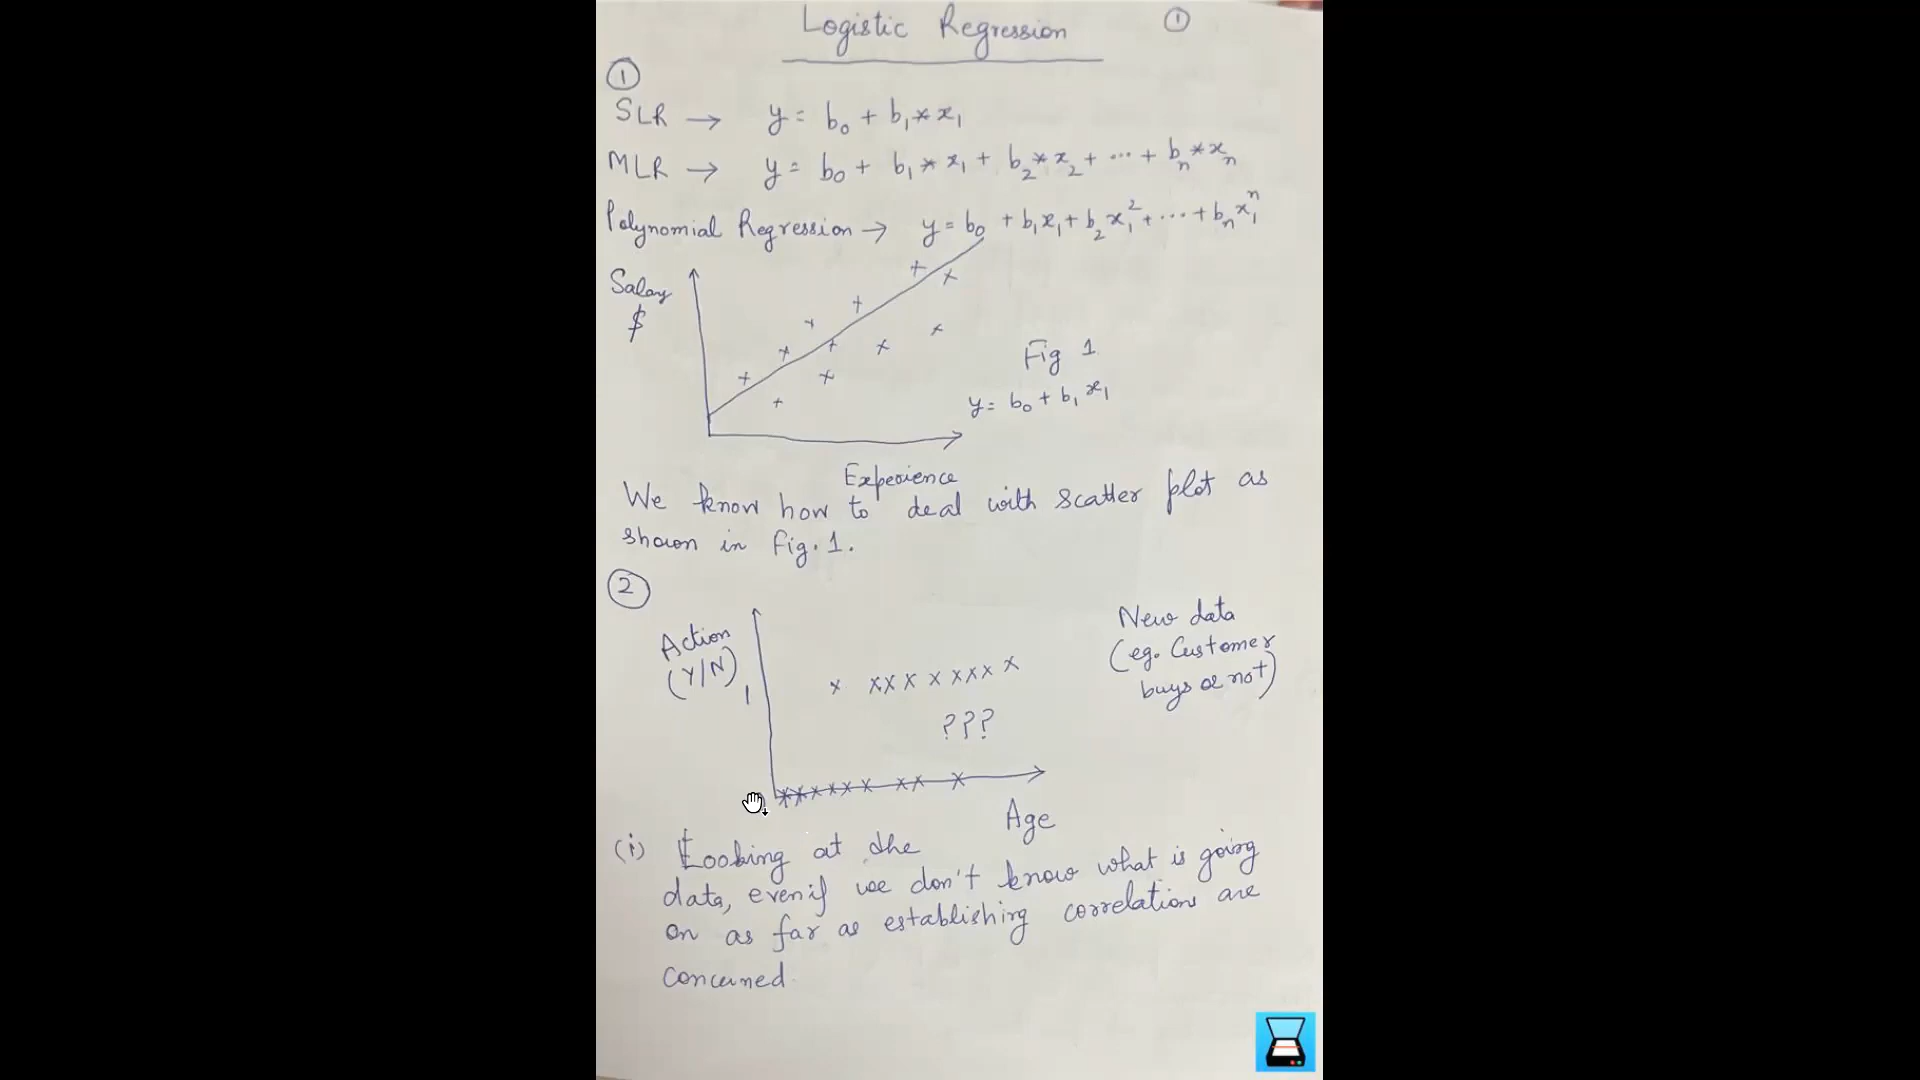 Logistic Regression
①
①
SLR → y = b₀ + b₁*x₁
MLR → y = b₀ + b₁*x₁ + b₂*x₂ + ... + bₙ*xₙ
Polynomial Regression → y = b₀ + b₁x₁ + b₂x₁² + ... + bₙx₁ⁿ
Salary
$
Fig 1
y = b₀ + b₁x₁
Experience
We know how to deal with scatter plot as
shown in fig.1.
②
Action
(Y/N)
1
New data
(eg. Customer
buys or not)
???
Age
(i) Looking at the
data, even if we don't know what is going
on as far as establishing correlations are
concerned